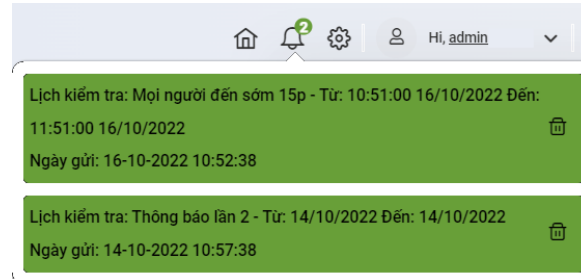 2
Hi, admin
Lịch kiểm tra: Mọi người đến sớm 15p - Từ: 10:51:00 16/10/2022 Đến:
11:51:00 16/10/2022
Ngày gửi: 16-10-2022 10:52:38
Lịch kiểm tra: Thông báo lần 2 - Từ: 14/10/2022 Đến: 14/10/2022
Ngày gửi: 14-10-2022 10:57:38